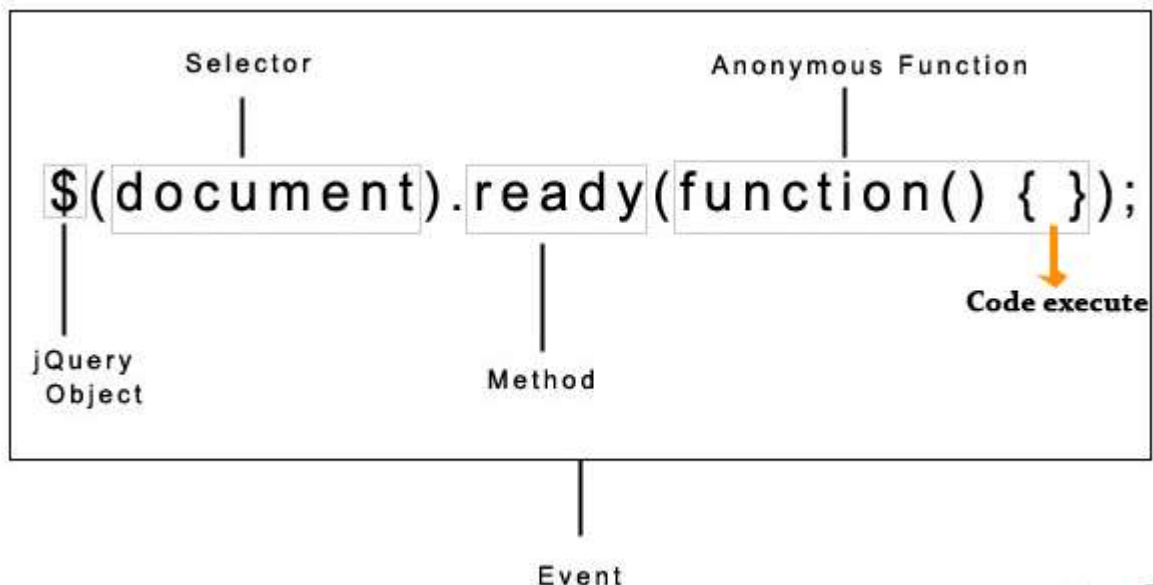 Selector
Anonymous Function
$(document).ready(function() { });
Code execute
jQuery
Object
Method
Event